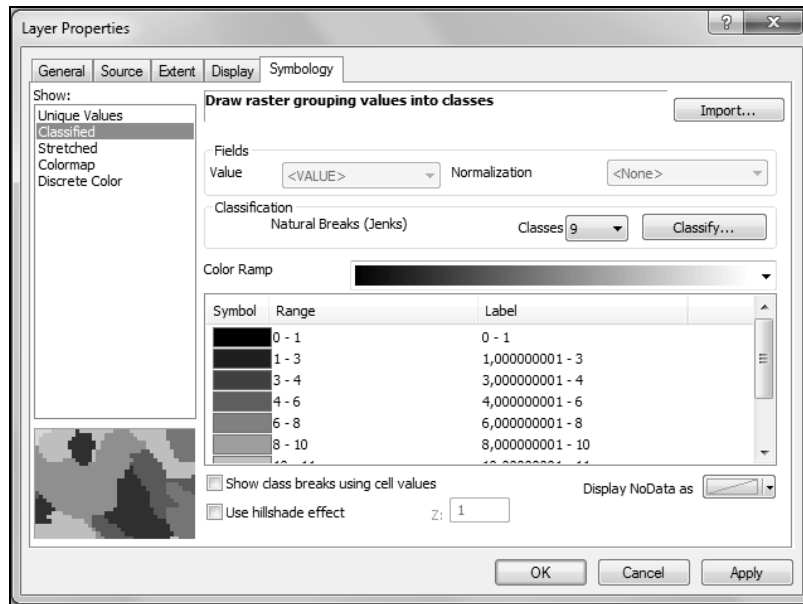 Layer Properties
?
X
General Source Extent Display Symbology
Show:
Unique Values
Classified
Stretched
Colormap
Discrete Color
Draw raster grouping values into classes
Import...
Fields
Value <VALUE> Normalization <None>
Classification
Natural Breaks (Jenks) Classes 9 Classify...
Color Ramp
Symbol Range Label
0 - 1 0 - 1
1 - 3 1,000000001 - 3
3 - 4 3,000000001 - 4
4 - 6 4,000000001 - 6
6 - 8 6,000000001 - 8
8 - 10 8,000000001 - 10
Show class breaks using cell values
Display NoData as
Use hillshade effect Z: 1
OK Cancel Apply